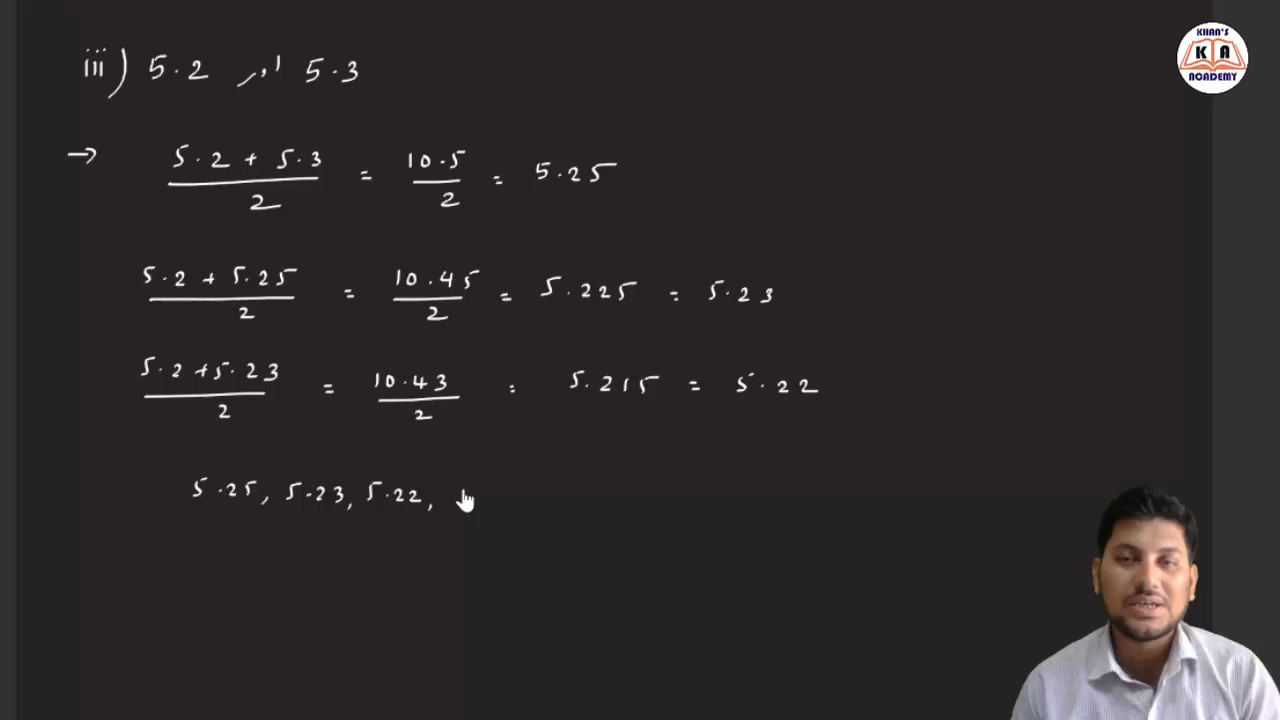 KHAN'S
K A
ACADEMY
iii) 5.2 اور 5.3
→ 5.2 + 5.3 / 2 = 10.5 / 2 = 5.25
5.2 + 5.25 / 2 = 10.45 / 2 = 5.225 = 5.23
5.2 + 5.23 / 2 = 10.43 / 2 = 5.215 = 5.22
5.25, 5.23, 5.22,